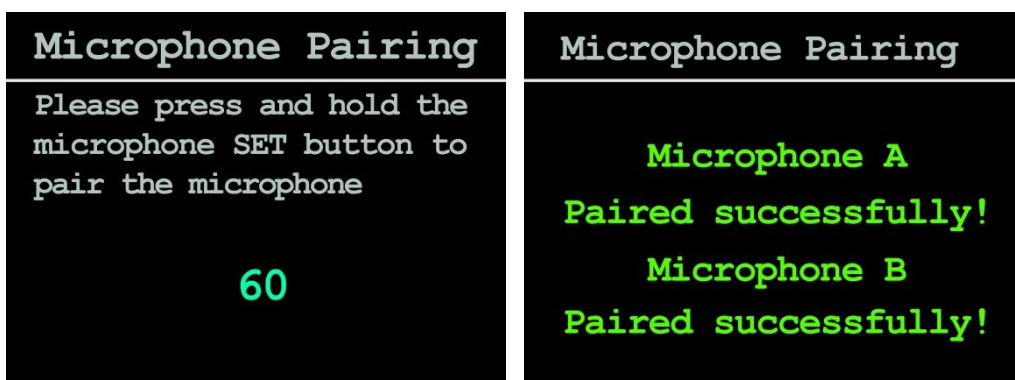 Microphone Pairing
Please press and hold the
microphone SET button to
pair the microphone
60
Microphone Pairing
Microphone A
Paired successfully!
Microphone B
Paired successfully!